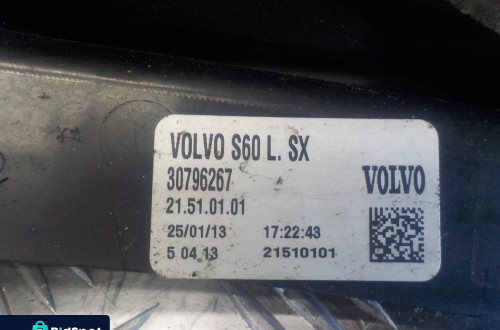 VOLVO S60 L. SX
30796267
VOLVO
21.51.01.01
25/01/13 17:22:43
5 04 13 21510101
BidSpot